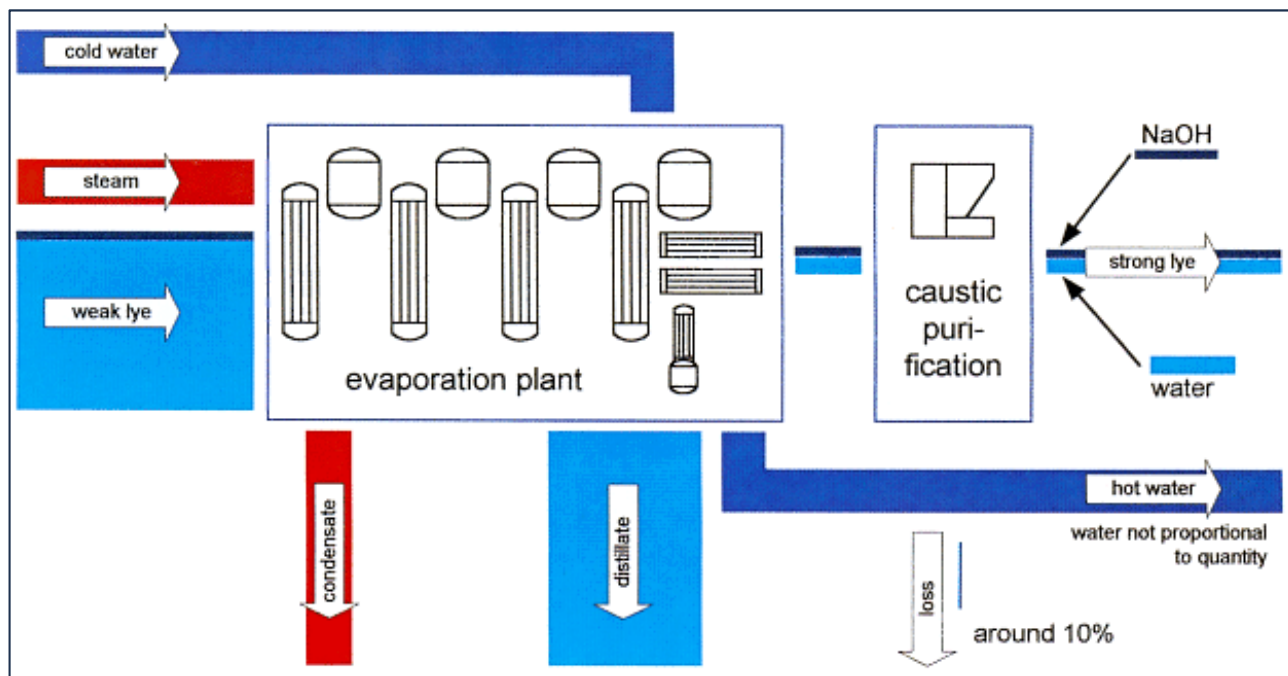 cold water
steam
weak lye
evaporation plant
caustic
puri-
fication
NaOH
strong lye
water
hot water
water not proportional
to quantity
condensate
distillate
loss
around 10%